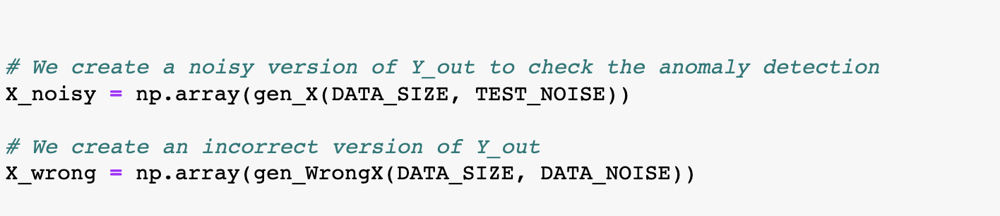 # We create a noisy version of Y_out to check the anomaly detection
X_noisy = np.array(gen_X(DATA_SIZE, TEST_NOISE))
# We create an incorrect version of Y_out
X_wrong = np.array(gen_WrongX(DATA_SIZE, DATA_NOISE))